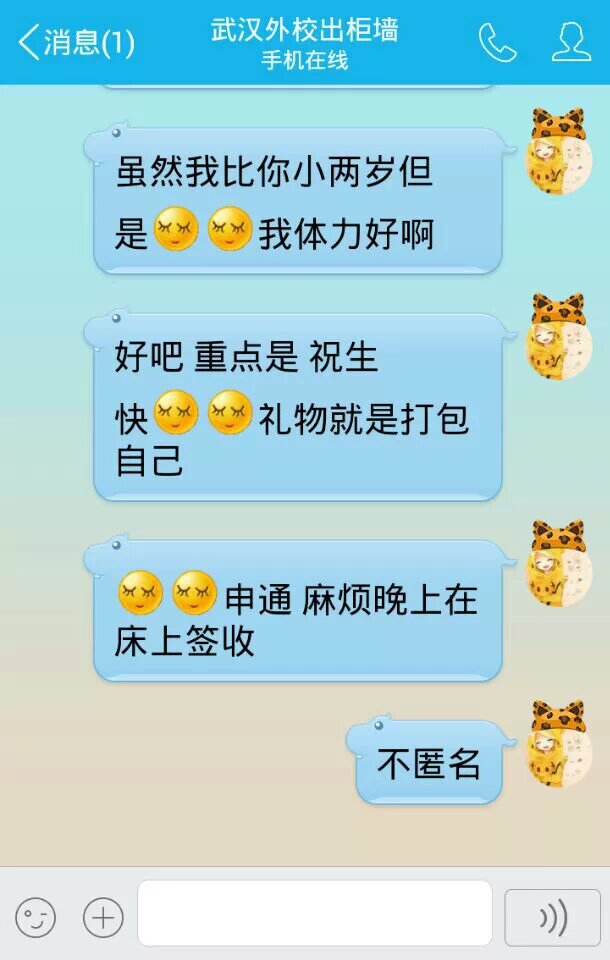 消息(1)
武汉外校出柜墙
手机在线
虽然我比你小两岁但
是我体力好啊
好吧 重点是 祝生
快礼物就是打包
自己
申通 麻烦晚上在
床上签收
不匿名